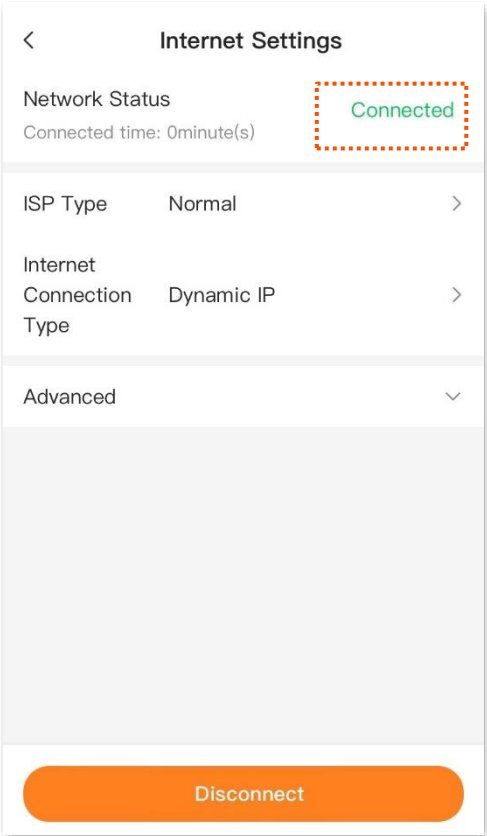 Internet Settings
Network Status
Connected
Connected time: 0minute(s)
ISP Type Normal
Internet
Connection Dynamic IP
Type
Advanced
Disconnect